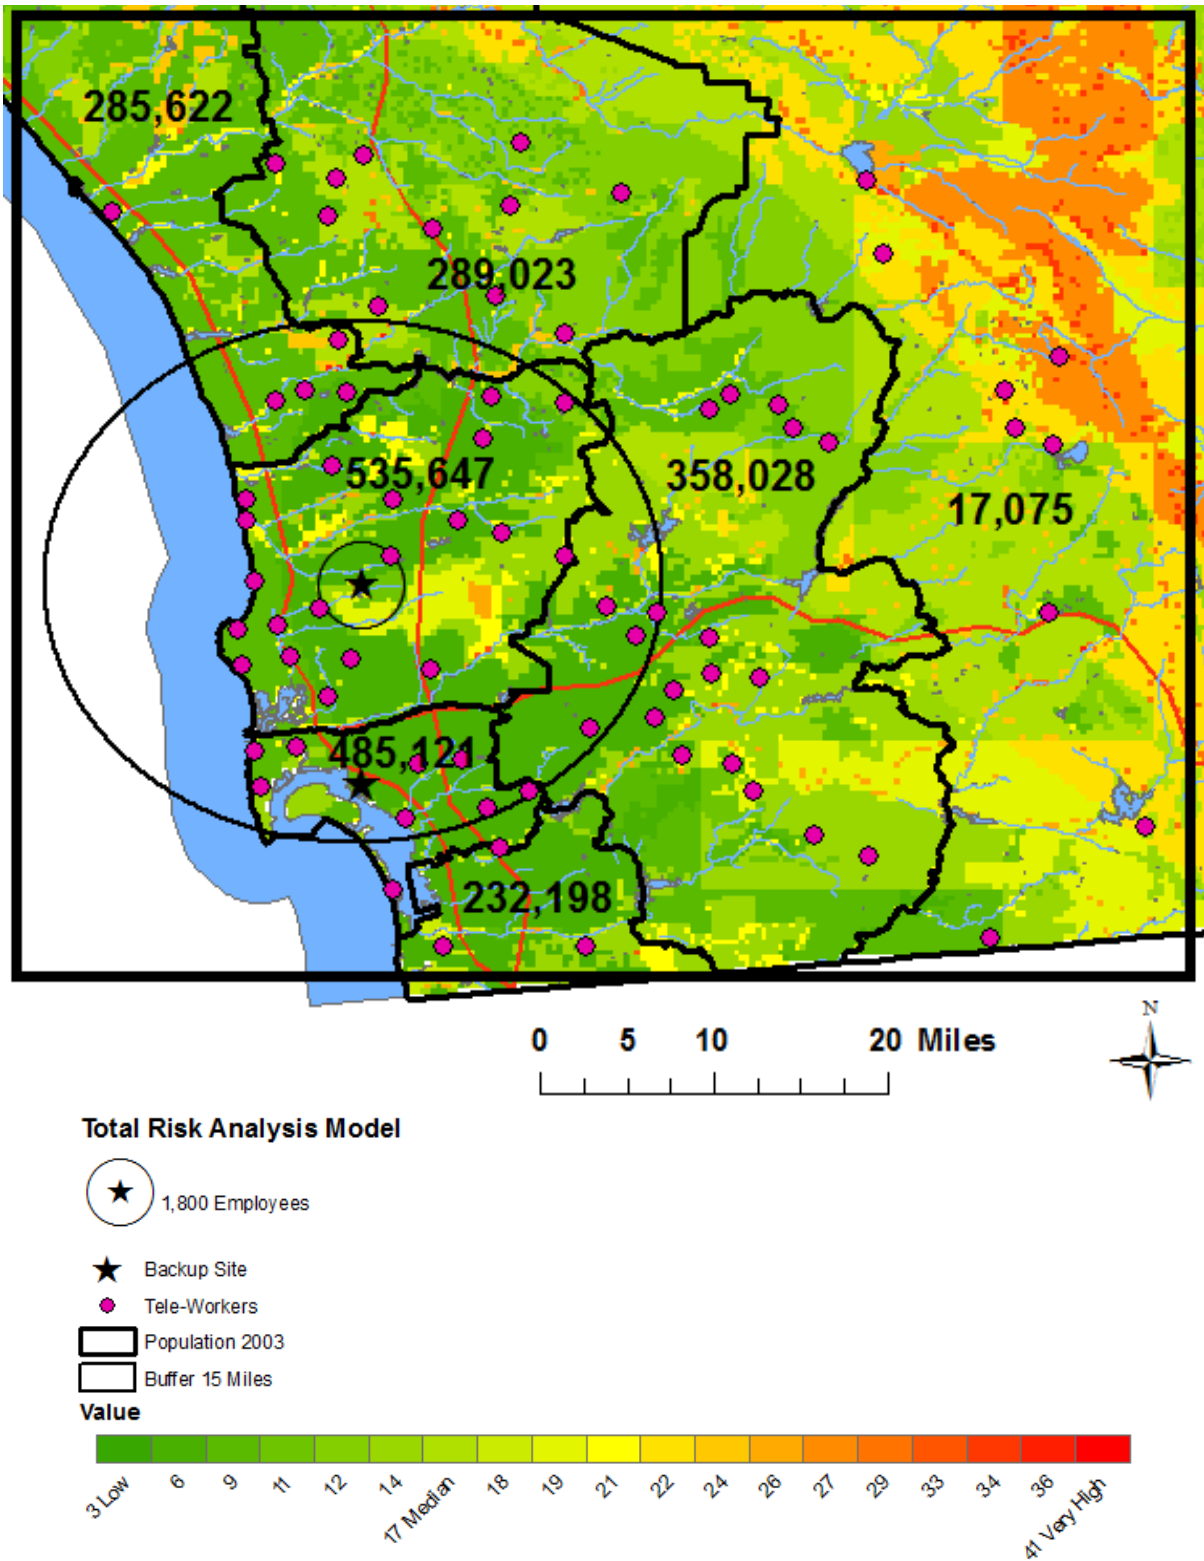 285,622
289,023
535,647
358,028
17,075
485,121
232,198
N
0 5 10 20 Miles
Total Risk Analysis Model
1,800 Employees
Backup Site
Tele-Workers
Population 2003
Buffer 15 Miles
Value
3 Low 6 9 11 12 14 17 Median 18 19 21 22 24 26 27 29 33 34 36 41 Very High